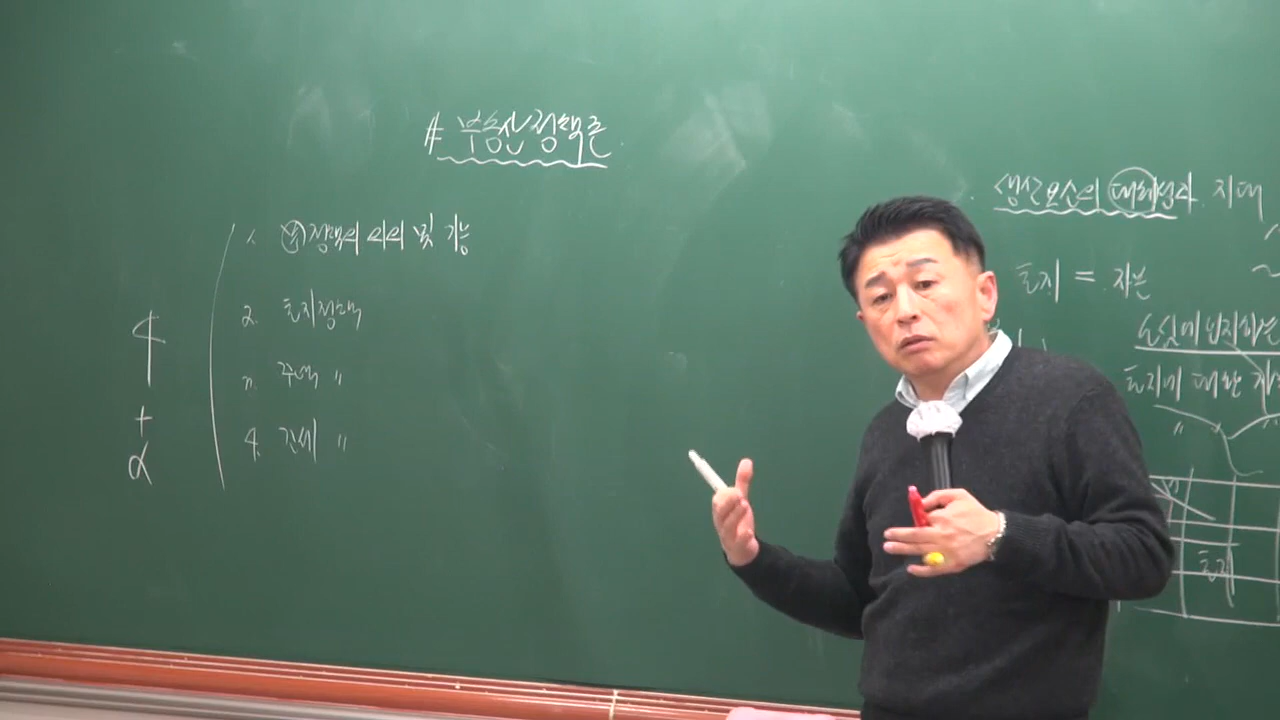 # 부동산정책론
1. 부정책의 의의 및 기능
2. 토지정책
3. 주택 〃
4. 조세 〃
4
+
α
생산요소의 대체성과 지대
토지 = 자본
토지에 대한
〃
토지